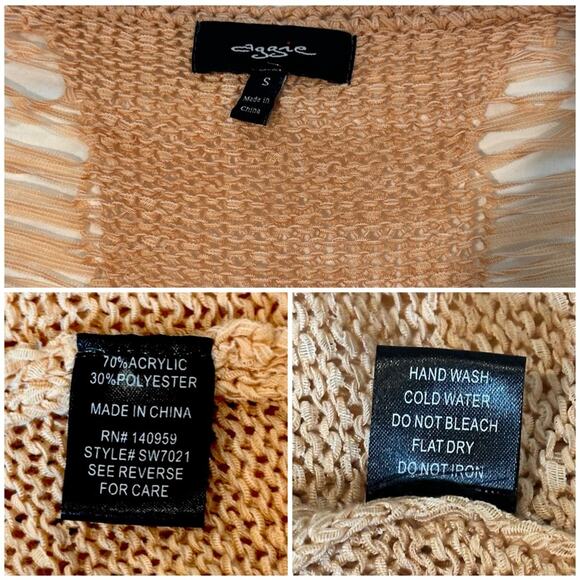 aggie
S
Made in
China
70%ACRYLIC
30%POLYESTER
MADE IN CHINA
RN# 140959
STYLE# SW7021
SEE REVERSE
FOR CARE
HAND WASH
COLD WATER
DO NOT BLEACH
FLAT DRY
DO NOT IRON